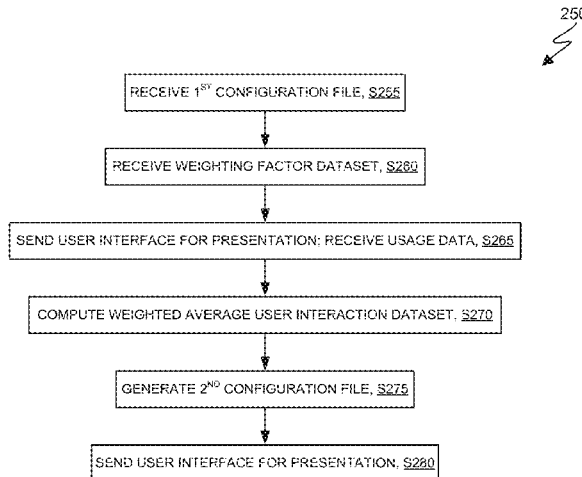 250
RECEIVE 1ST CONFIGURATION FILE, S255
RECEIVE WEIGHTING FACTOR DATASET, S260
SEND USER INTERFACE FOR PRESENTATION; RECEIVE USAGE DATA, S265
COMPUTE WEIGHTED AVERAGE USER INTERACTION DATASET, S270
GENERATE 2ND CONFIGURATION FILE, S275
SEND USER INTERFACE FOR PRESENTATION, S280